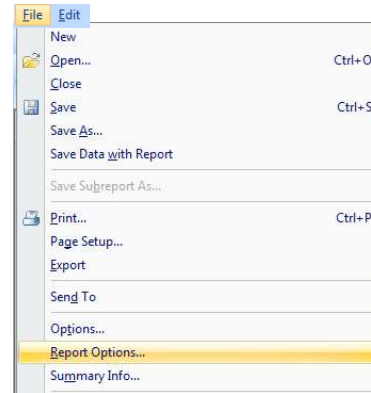 File Edit
New
Open... Ctrl+O
Close
Save Ctrl+S
Save As...
Save Data with Report
Save Subreport As...
Print... Ctrl+P
Page Setup...
Export
Send To
Options...
Report Options...
Summary Info...